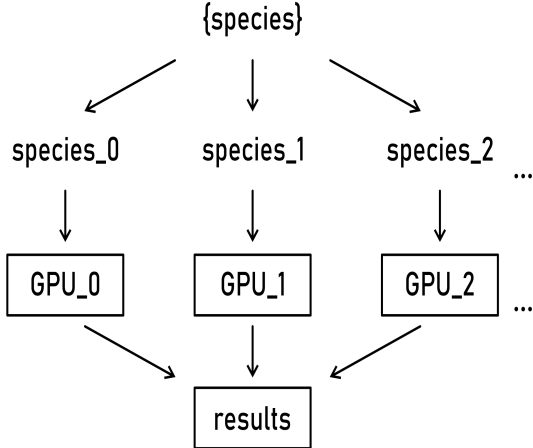 {species}
species_0 species_1 species_2 ...
GPU_0 GPU_1 GPU_2 ...
results